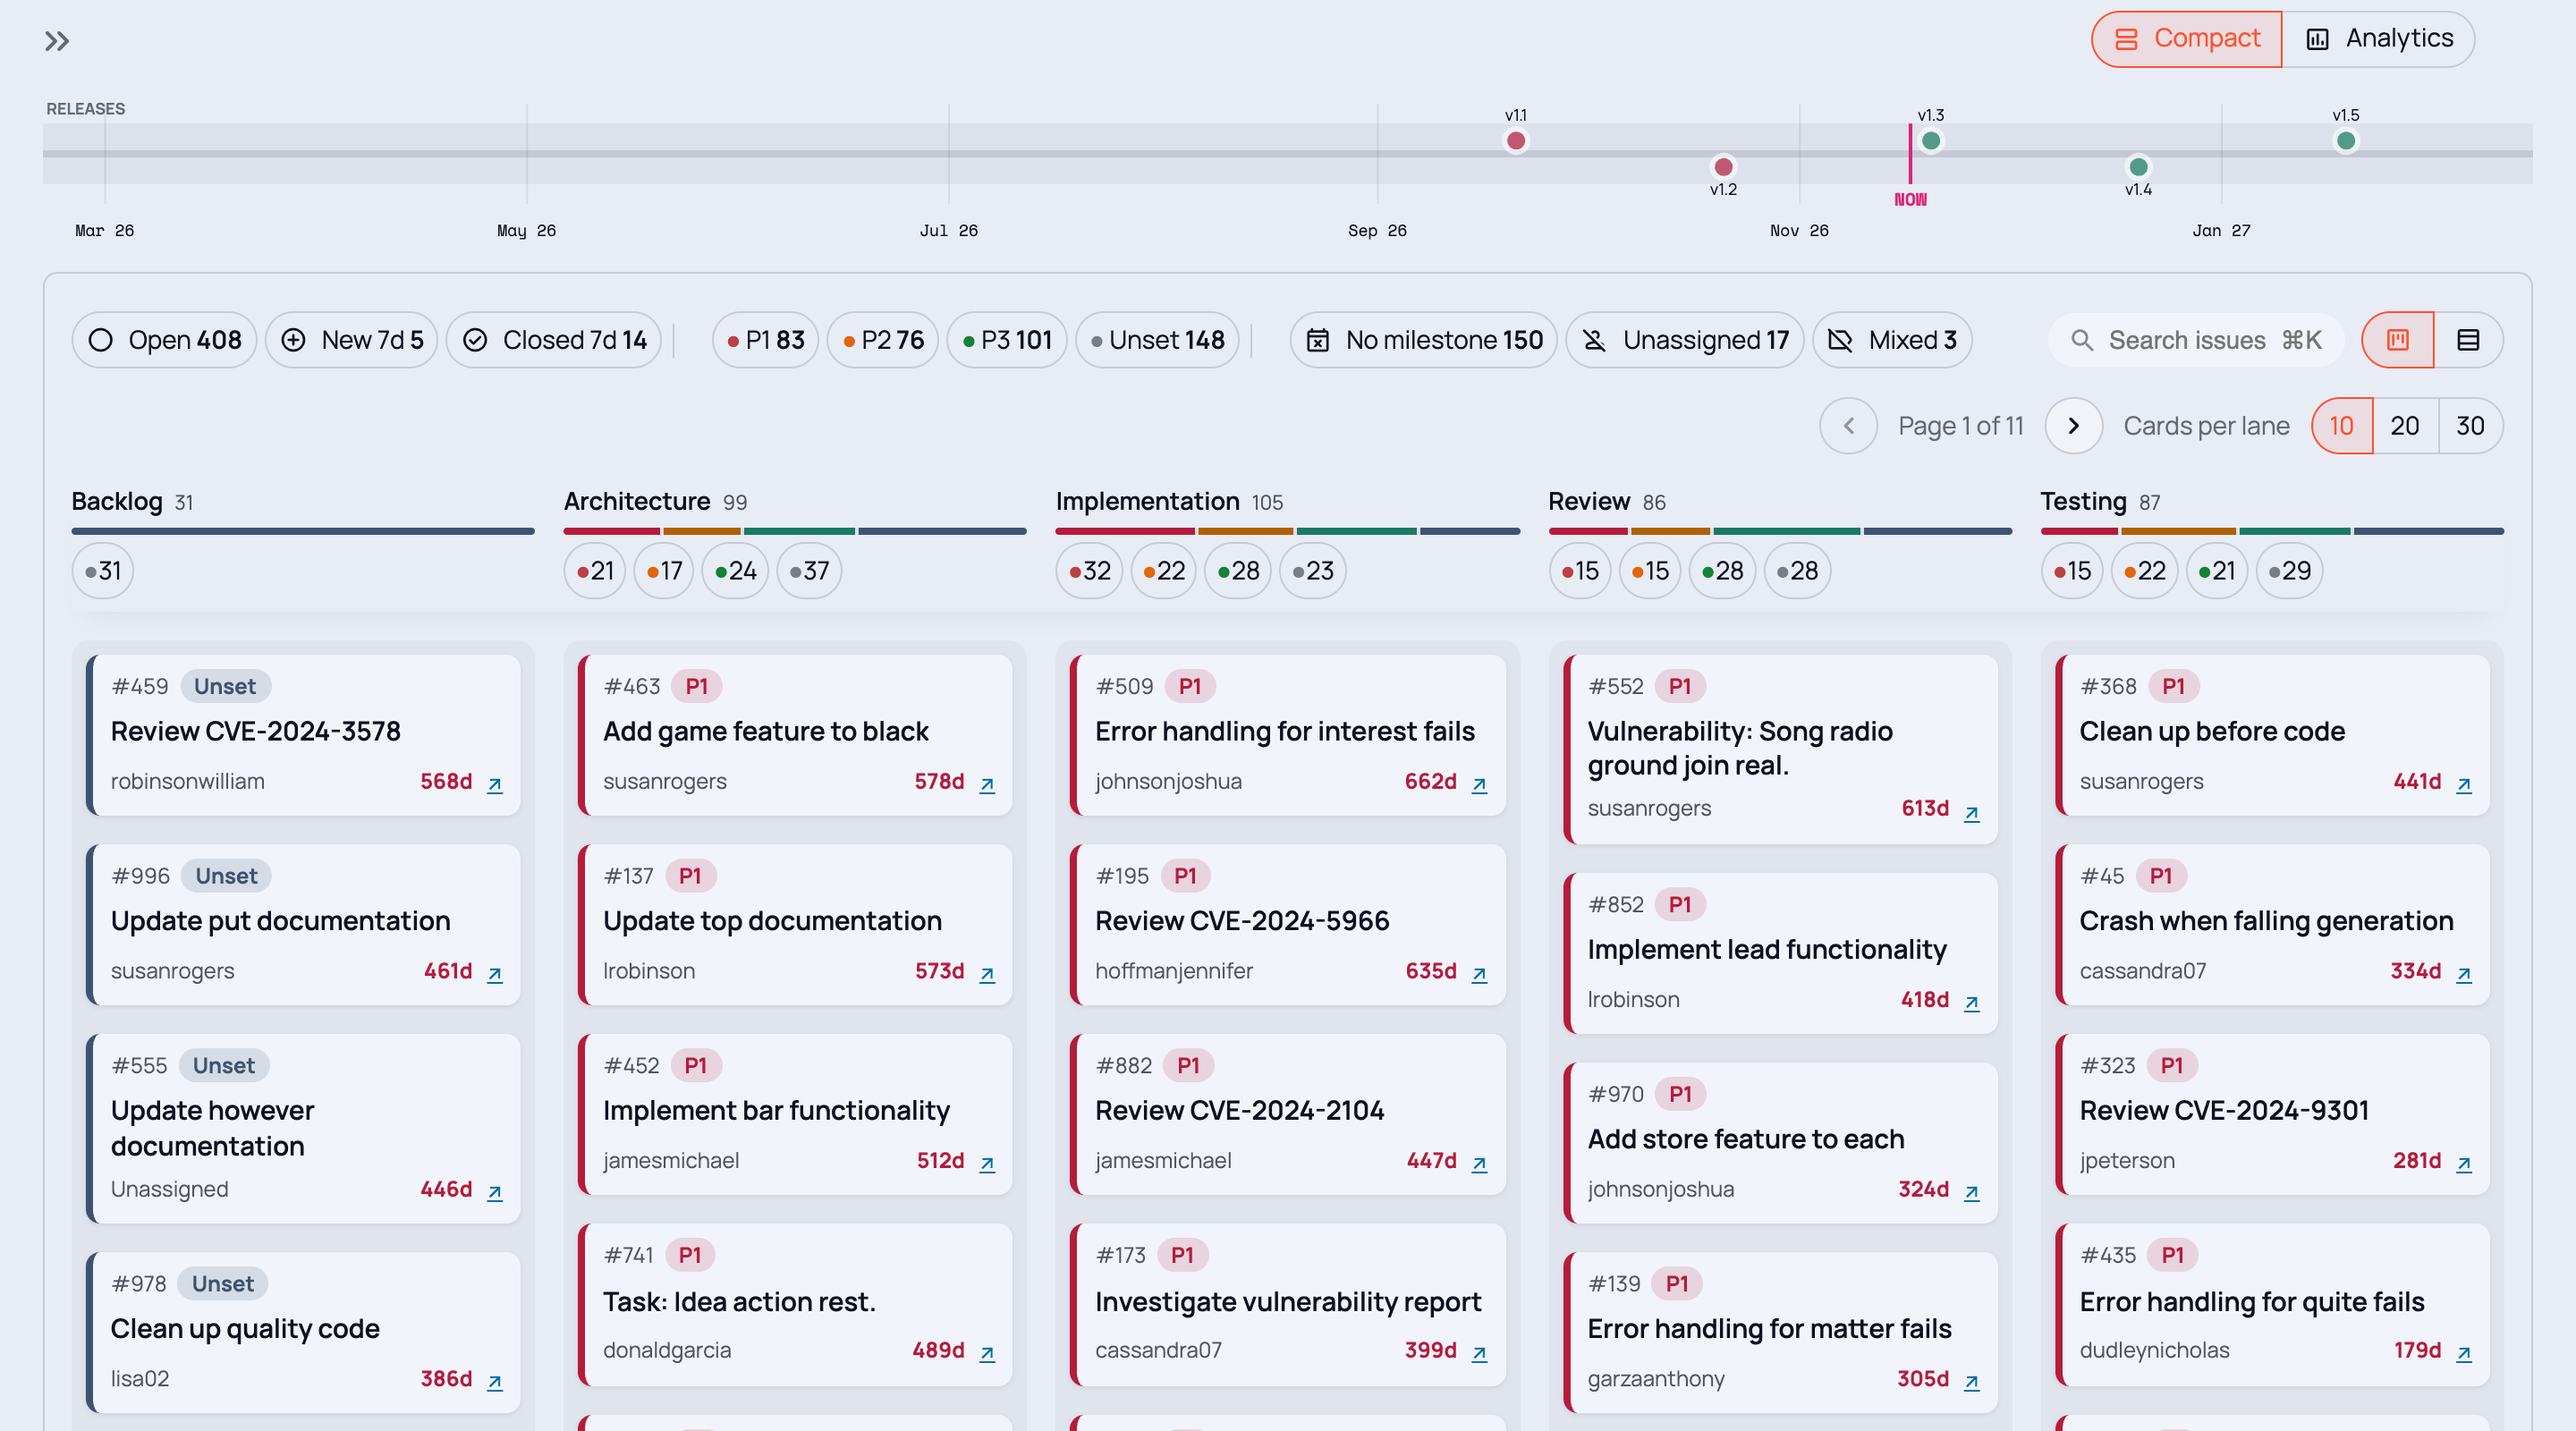 Compact Analytics
RELEASES
v1.1 v1.3 v1.5
v1.2 v1.4
NOW
Mar 26 May 26 Jul 26 Sep 26 Nov 26 Jan 27
Open 408 New 7d 5 Closed 7d 14 P1 83 P2 76 P3 101 Unset 148 No milestone 150 Unassigned 17 Mixed 3 Search issues ⌘K
Page 1 of 11 Cards per lane 10 20 30
Backlog 31
31
#459 Unset
Review CVE-2024-3578
robinsonwilliam 568d
#996 Unset
Update put documentation
susanrogers 461d
#555 Unset
Update however
documentation
Unassigned 446d
#978 Unset
Clean up quality code
lisa02 386d
Architecture 99
21 17 24 37
#463 P1
Add game feature to black
susanrogers 578d
#137 P1
Update top documentation
lrobinson 573d
#452 P1
Implement bar functionality
jamesmichael 512d
#741 P1
Task: Idea action rest.
donaldgarcia 489d
Implementation 105
32 22 28 23
#509 P1
Error handling for interest fails
johnsonjoshua 662d
#195 P1
Review CVE-2024-5966
hoffmanjennifer 635d
#882 P1
Review CVE-2024-2104
jamesmichael 447d
#173 P1
Investigate vulnerability report
cassandra07 399d
Review 86
15 15 28 28
#552 P1
Vulnerability: Song radio
ground join real.
susanrogers 613d
#852 P1
Implement lead functionality
lrobinson 418d
#970 P1
Add store feature to each
johnsonjoshua 324d
#139 P1
Error handling for matter fails
garzaanthony 305d
Testing 87
15 22 21 29
#368 P1
Clean up before code
susanrogers 441d
#45 P1
Crash when falling generation
cassandra07 334d
#323 P1
Review CVE-2024-9301
jpeterson 281d
#435 P1
Error handling for quite fails
dudleynicholas 179d